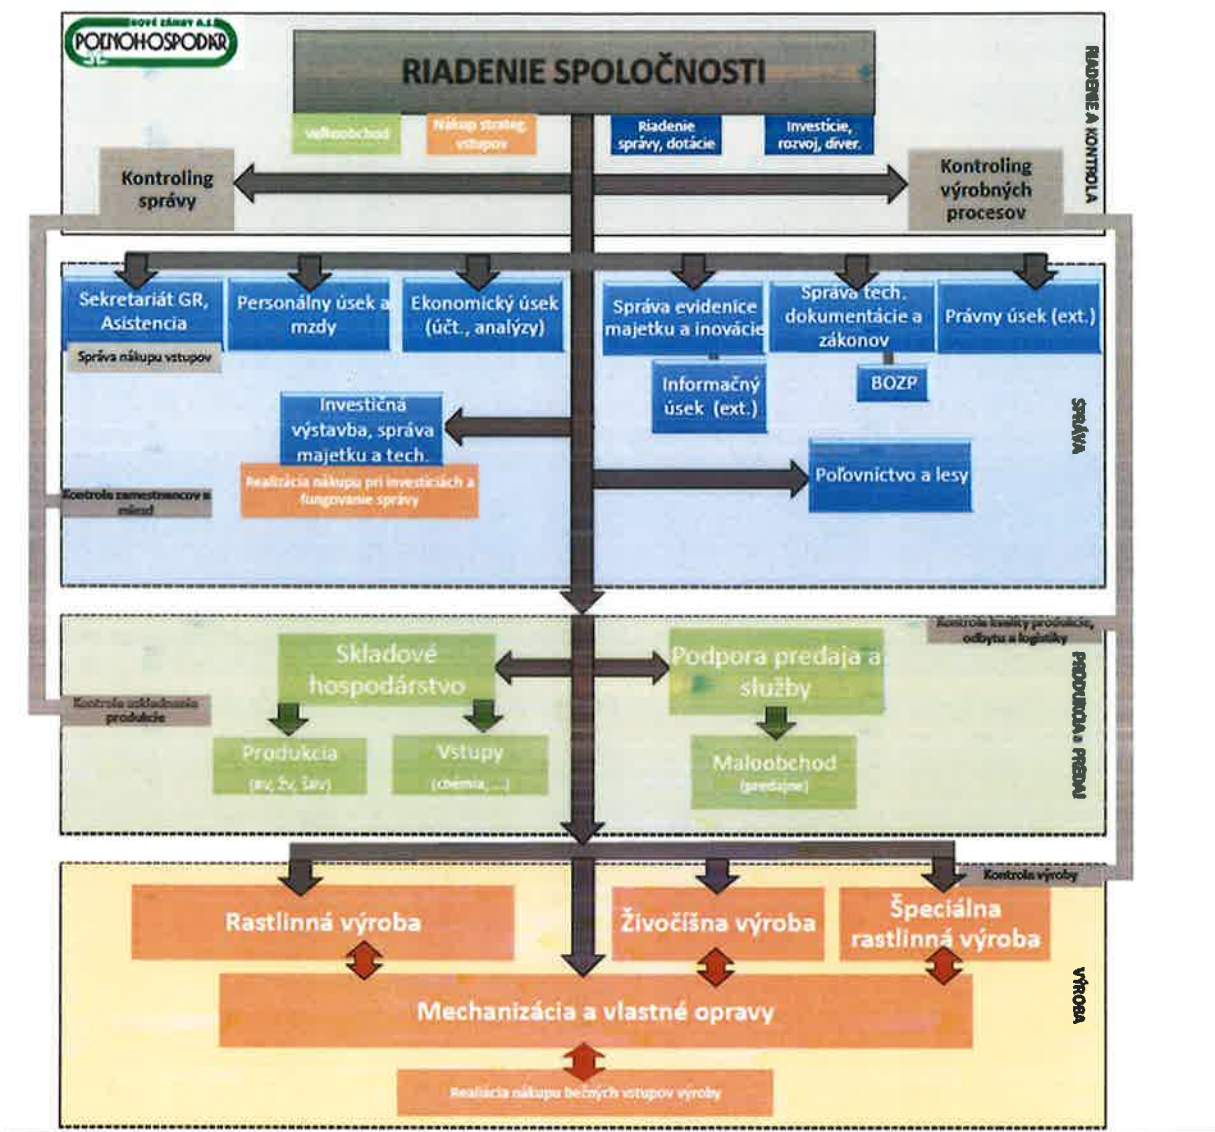 NOVÉ ZÁMKY A.S.
POĽNOHOSPODÁR
RIADENIE SPOLOČNOSTI
Veľkoobchod
Nákup strateg.
vstupov
Riadenie
správy, dotácie
Investície,
rozvoj, diver.
Kontroling
správy
Kontroling
výrobných
procesov
RIADENIE A KONTROLA
Sekretariát GR,
Asistencia
Správa nákupu vstupov
Personálny úsek a
mzdy
Ekonomický úsek
(účt., analýzy)
Správa evidenice
majetku a inovácie
Správa tech.
dokumentácie a
zákonov
Právny úsek (ext.)
Informačný
úsek (ext.)
BOZP
Investičná
výstavba, správa
majetku a tech.
Realizácia nákupu pri investíciách a
fungovanie správy
Poľovníctvo a lesy
SPRÁVA
Kontrola zamestnancov a
miezd
Skladové
hospodárstvo
Podpora predaja a
služby
Kontrola kvality produkcie,
odbytu a logistiky
Kontrola uskladnenia
produkcie
Produkcia
(RV, ŽV, ŠRV)
Vstupy
(chémia, ...)
Maloobchod
(predajne)
PRODUKCIA a PREDAJ
Kontrola výroby
Rastlinná výroba
Živočíšna výroba
Špeciálna
rastlinná výroba
Mechanizácia a vlastné opravy
Realiácia nákupu bežných vstupov výroby
VÝROBA